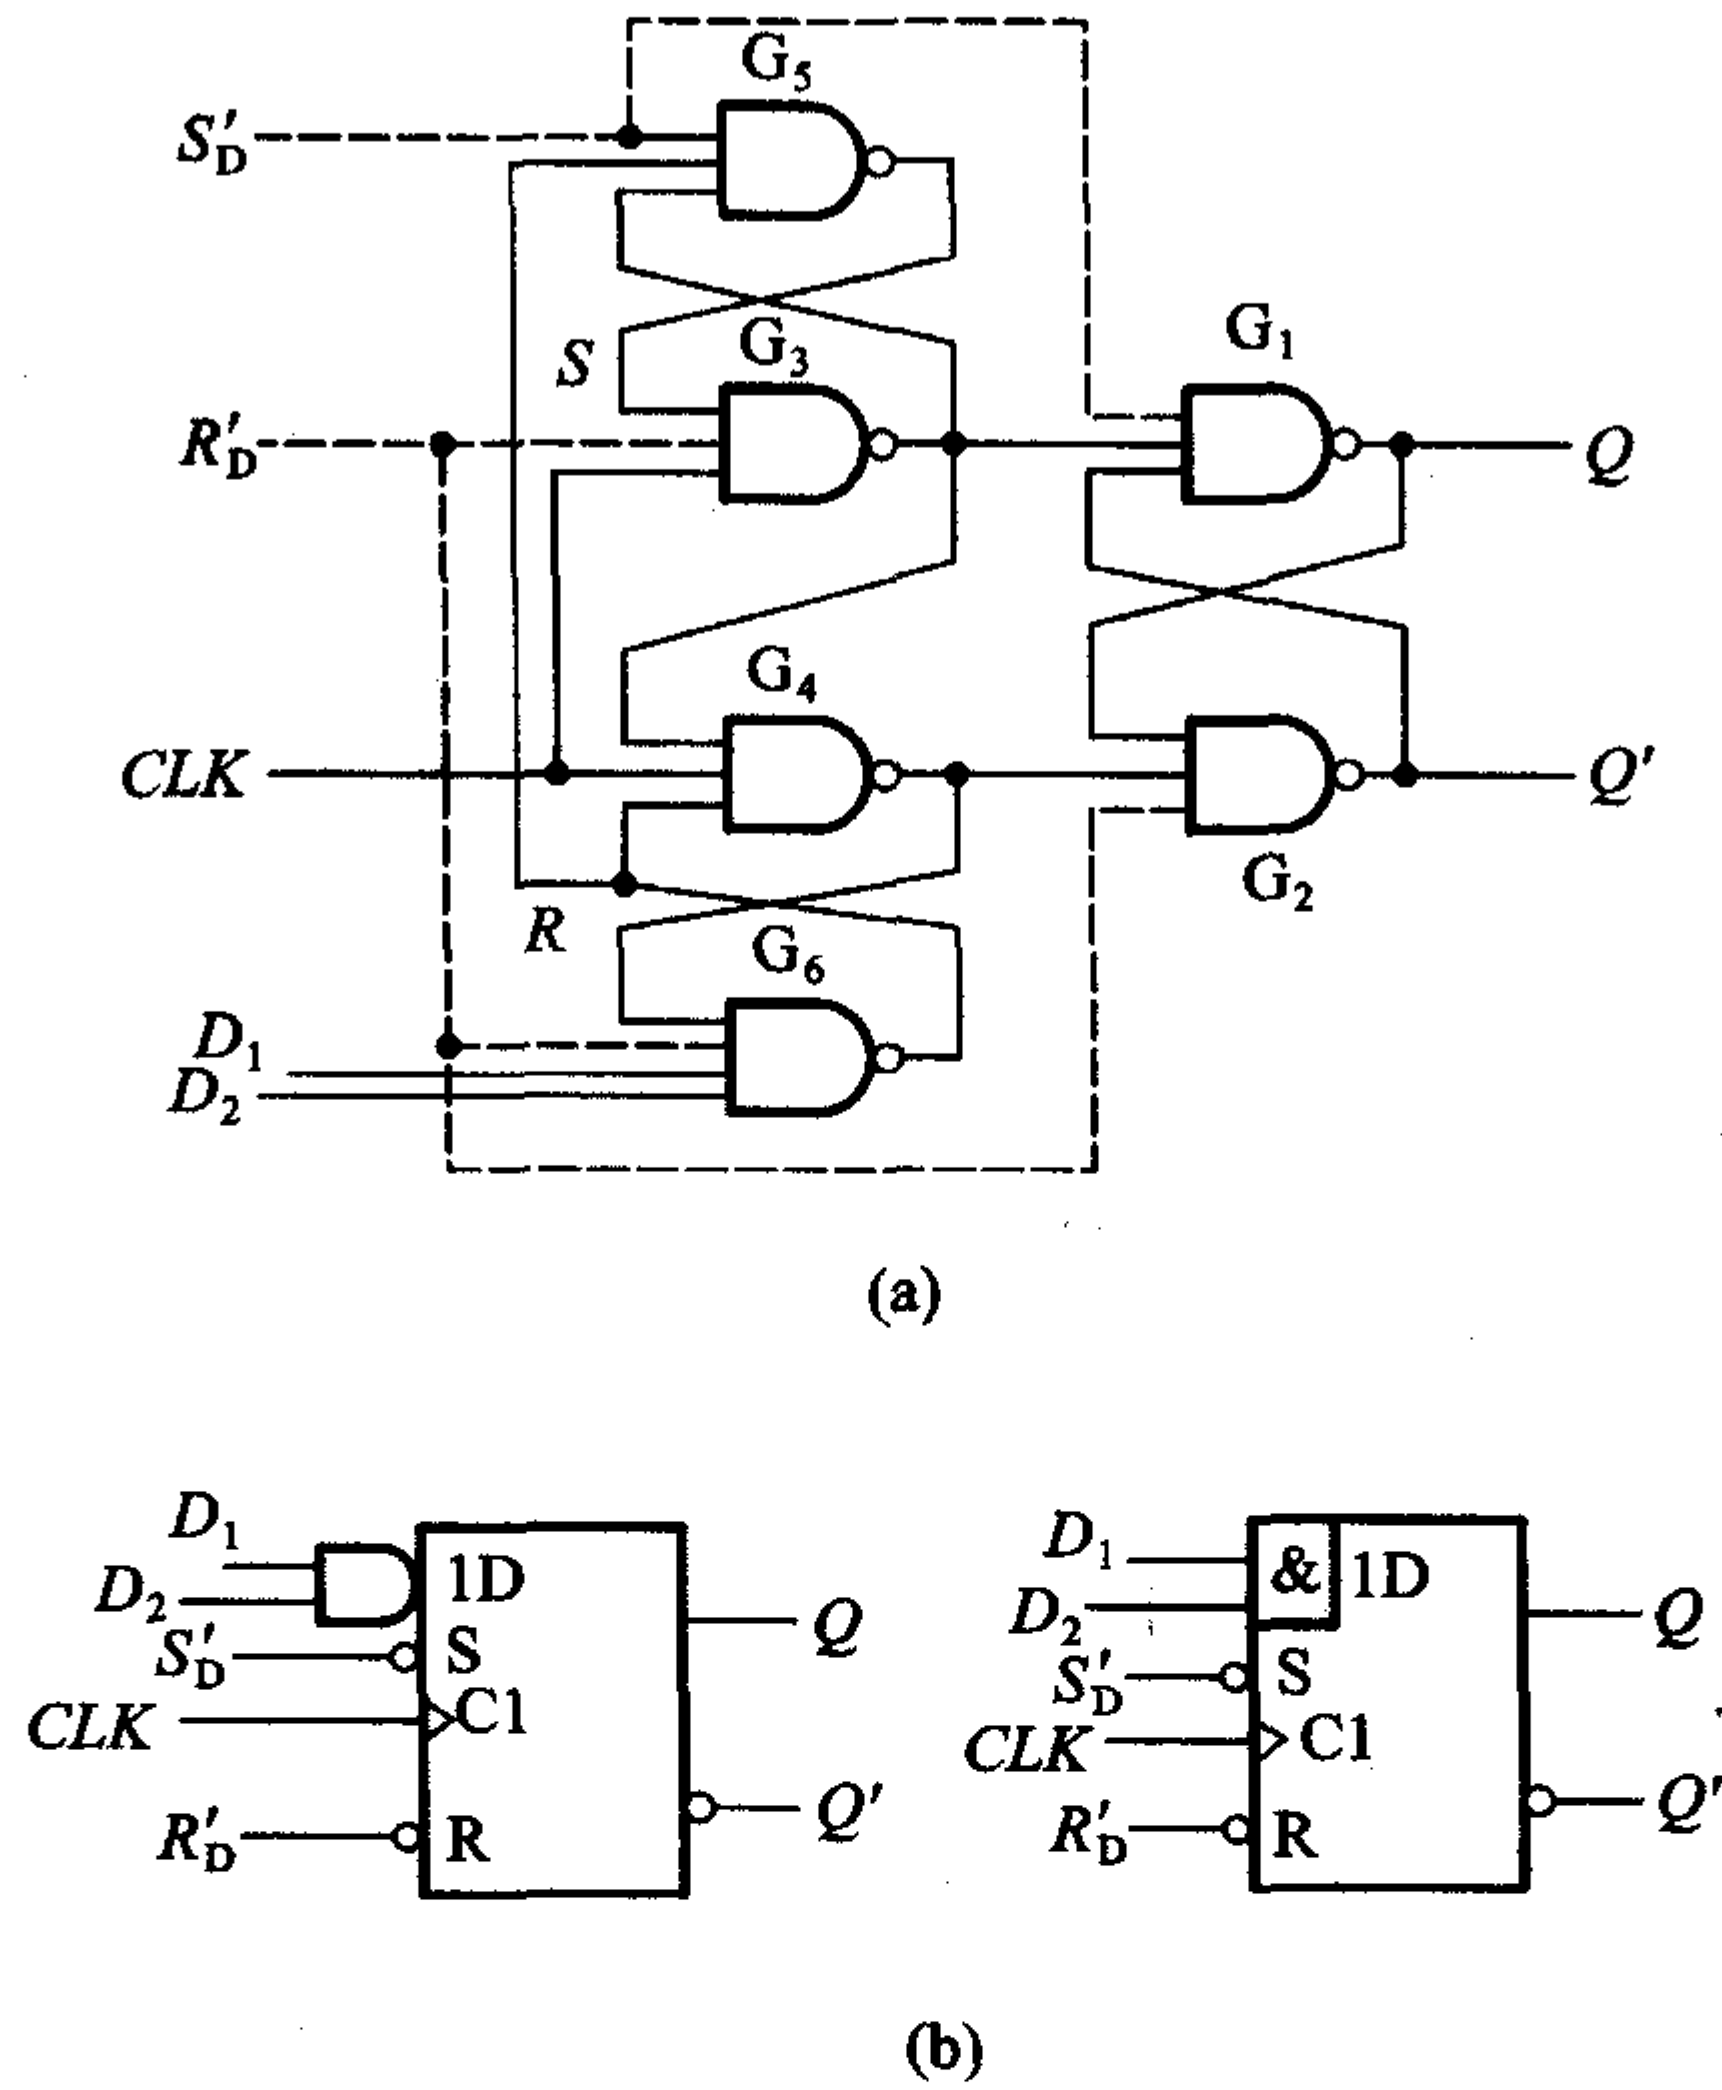 G₅
S′D
G₃
G₁
S
R′D
Q
G₄
CLK
Q′
G₂
R
G₆
D₁
D₂
(a)
D₁
D₂
1D
S′D
S
Q
CLK
C1
R′D
R
Q′
D₁
D₂
&
1D
S′D
S
Q
CLK
C1
R′D
R
Q′
(b)